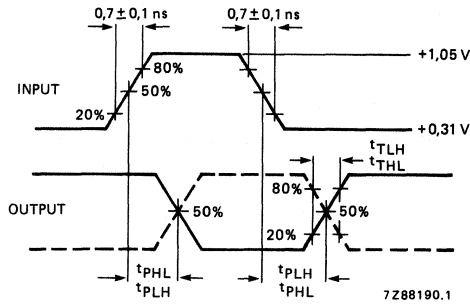 0,7 ± 0,1 ns 0,7 ± 0,1 ns
+1,05 V
80%
INPUT 50%
20%
+0,31 V
tTLH
tTHL
80%
OUTPUT 50% 50%
20%
tPHL tPLH
tPLH tPHL
7Z88190.1